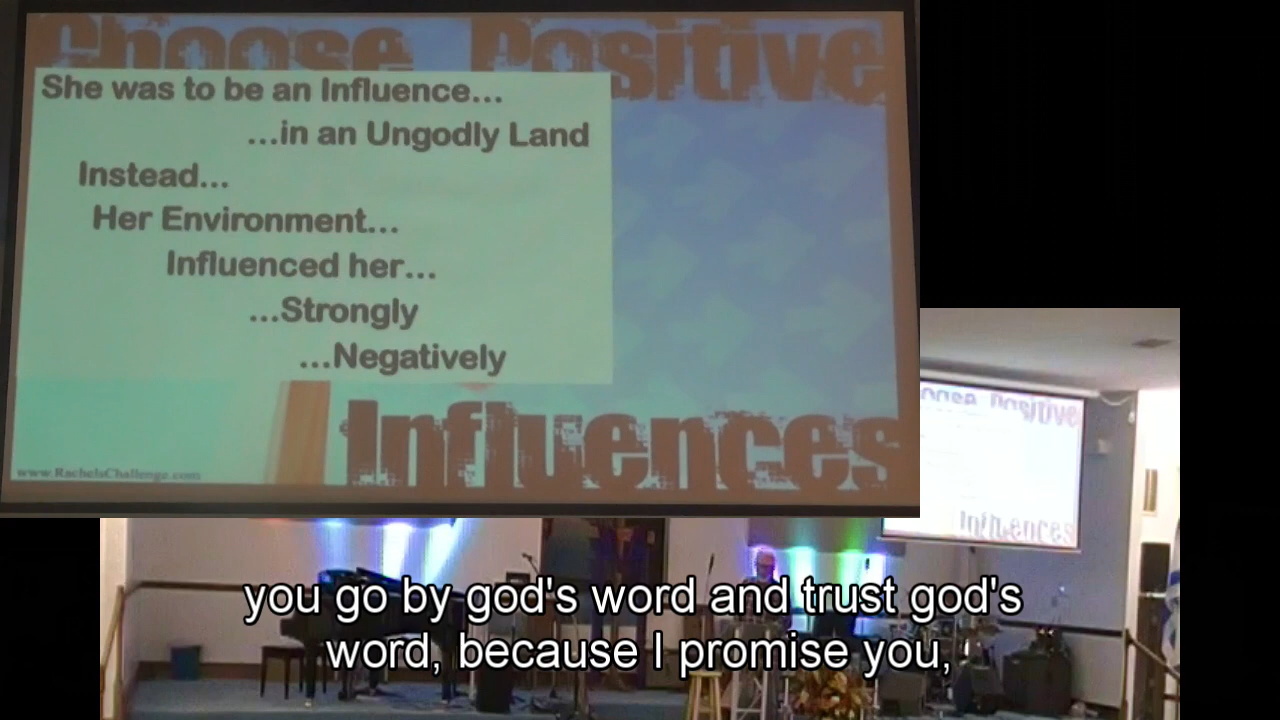 Choose Positive
She was to be an Influence...
...in an Ungodly Land
Instead...
Her Environment...
Influenced her...
...Strongly
...Negatively
Influences
www.RachelsChallenge.com
oose Positive
Influences
you go by god's word and trust god's
word, because I promise you,